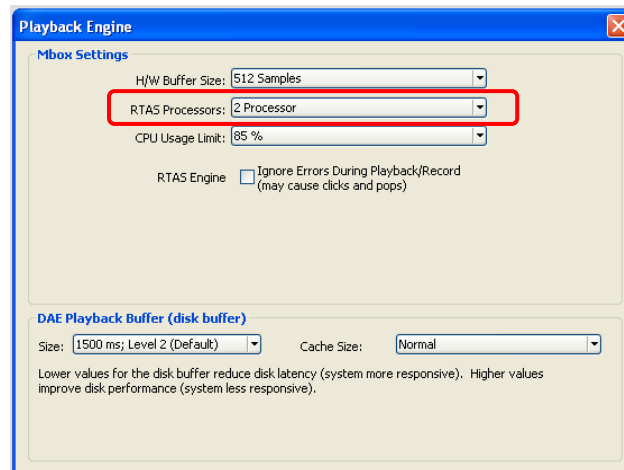 Playback Engine
Mbox Settings
H/W Buffer Size: 512 Samples
RTAS Processors: 2 Processor
CPU Usage Limit: 85 %
RTAS Engine Ignore Errors During Playback/Record
(may cause clicks and pops)
DAE Playback Buffer (disk buffer)
Size: 1500 ms; Level 2 (Default) Cache Size: Normal
Lower values for the disk buffer reduce disk latency (system more responsive). Higher values
improve disk performance (system less responsive).